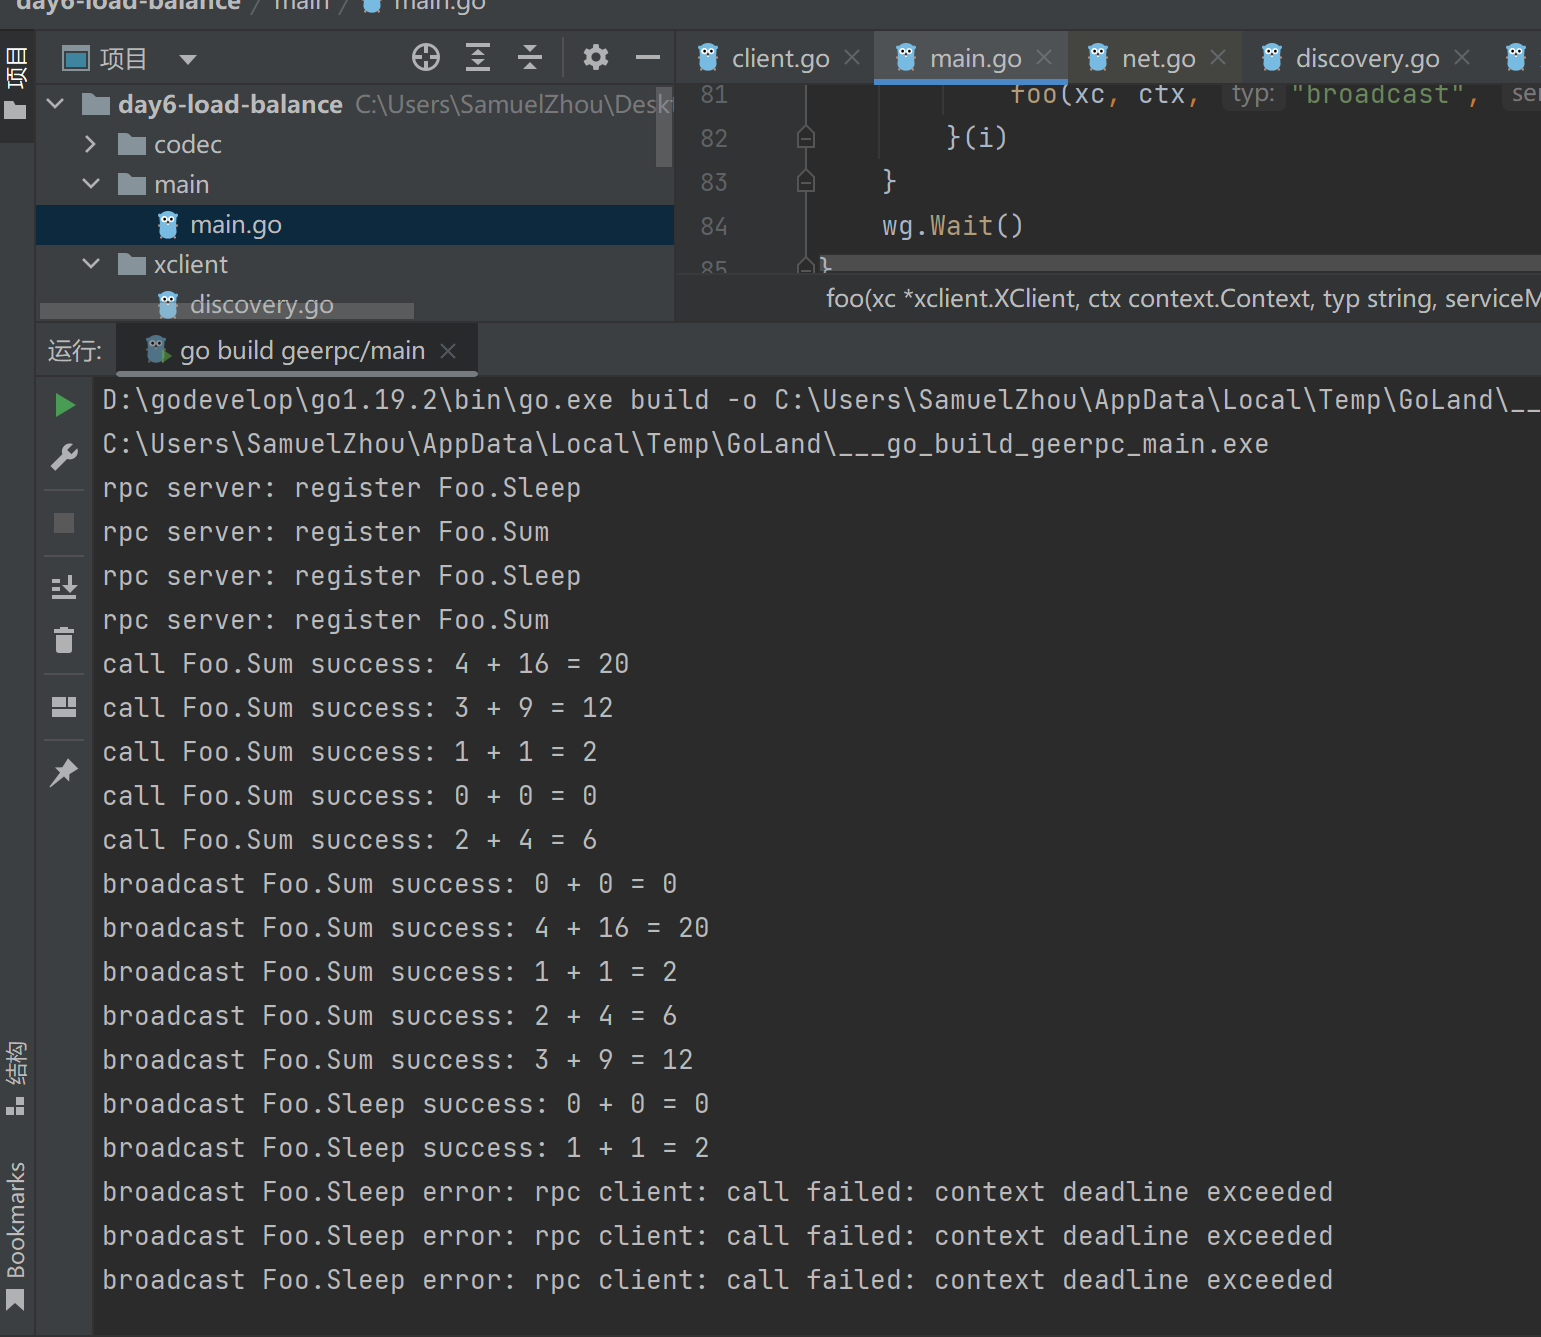 day6-load-balance / main / main.go
项目
项目
client.go
main.go
net.go
discovery.go
day6-load-balance C:\Users\SamuelZhou\Deskt
codec
main
main.go
xclient
discovery.go
81 foo(xc, ctx, typ: "broadcast", ser
82 }(i)
83 }
84 wg.Wait()
85 }
foo(xc *xclient.XClient, ctx context.Context, typ string, serviceM
运行: go build geerpc/main
D:\godevelop\go1.19.2\bin\go.exe build -o C:\Users\SamuelZhou\AppData\Local\Temp\GoLand\__
C:\Users\SamuelZhou\AppData\Local\Temp\GoLand\___go_build_geerpc_main.exe
rpc server: register Foo.Sleep
rpc server: register Foo.Sum
rpc server: register Foo.Sleep
rpc server: register Foo.Sum
call Foo.Sum success: 4 + 16 = 20
call Foo.Sum success: 3 + 9 = 12
call Foo.Sum success: 1 + 1 = 2
call Foo.Sum success: 0 + 0 = 0
call Foo.Sum success: 2 + 4 = 6
broadcast Foo.Sum success: 0 + 0 = 0
broadcast Foo.Sum success: 4 + 16 = 20
broadcast Foo.Sum success: 1 + 1 = 2
broadcast Foo.Sum success: 2 + 4 = 6
broadcast Foo.Sum success: 3 + 9 = 12
broadcast Foo.Sleep success: 0 + 0 = 0
broadcast Foo.Sleep success: 1 + 1 = 2
broadcast Foo.Sleep error: rpc client: call failed: context deadline exceeded
broadcast Foo.Sleep error: rpc client: call failed: context deadline exceeded
broadcast Foo.Sleep error: rpc client: call failed: context deadline exceeded
结构
Bookmarks